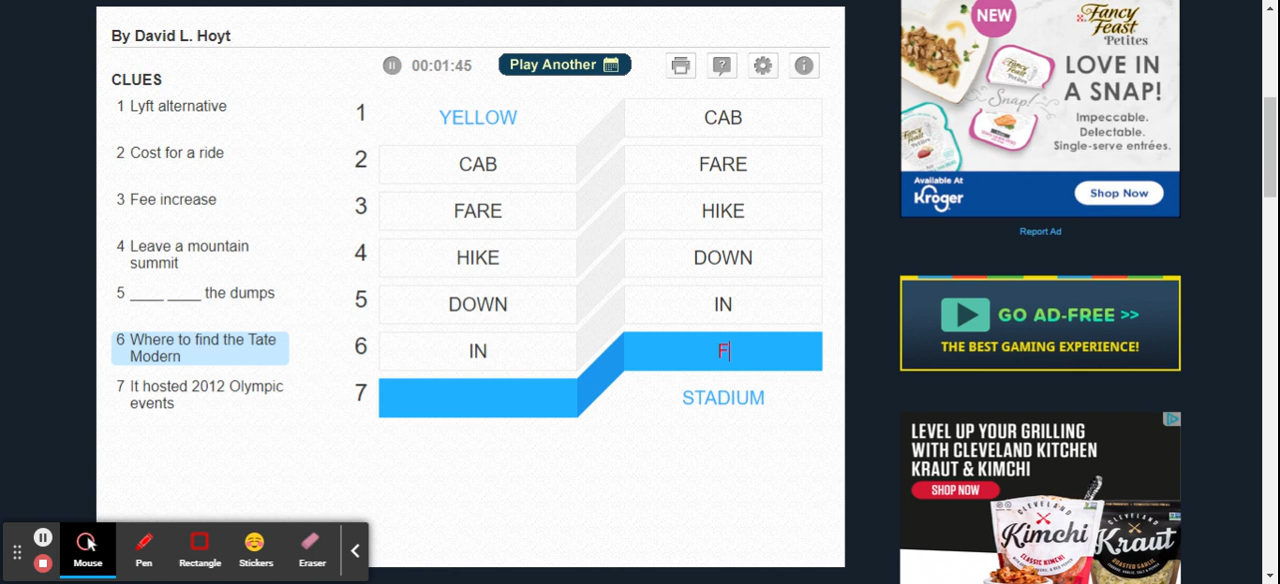 By David L. Hoyt
CLUES
1 Lyft alternative
2 Cost for a ride
3 Fee increase
4 Leave a mountain
summit
5 ____ ____ the dumps
6 Where to find the Tate
Modern
7 It hosted 2012 Olympic
events
00:01:45
Play Another
?
i
1 YELLOW CAB
2 CAB FARE
3 FARE HIKE
4 HIKE DOWN
5 DOWN IN
6 IN F
7 STADIUM
NEW
Fancy
Feast
Petites
LOVE IN
A SNAP!
Snap!
Impeccable.
Delectable.
Single-serve entrées.
Available At
Kroger
Shop Now
Report Ad
GO AD-FREE >>
THE BEST GAMING EXPERIENCE!
LEVEL UP YOUR GRILLING
WITH CLEVELAND KITCHEN
KRAUT & KIMCHI
SHOP NOW
CLEVELAND
Kimchi
CLASSIC KIMCHI
CLEVELAND
Kraut
ROASTED GARLIC
Mouse
Pen
Rectangle
Stickers
Eraser